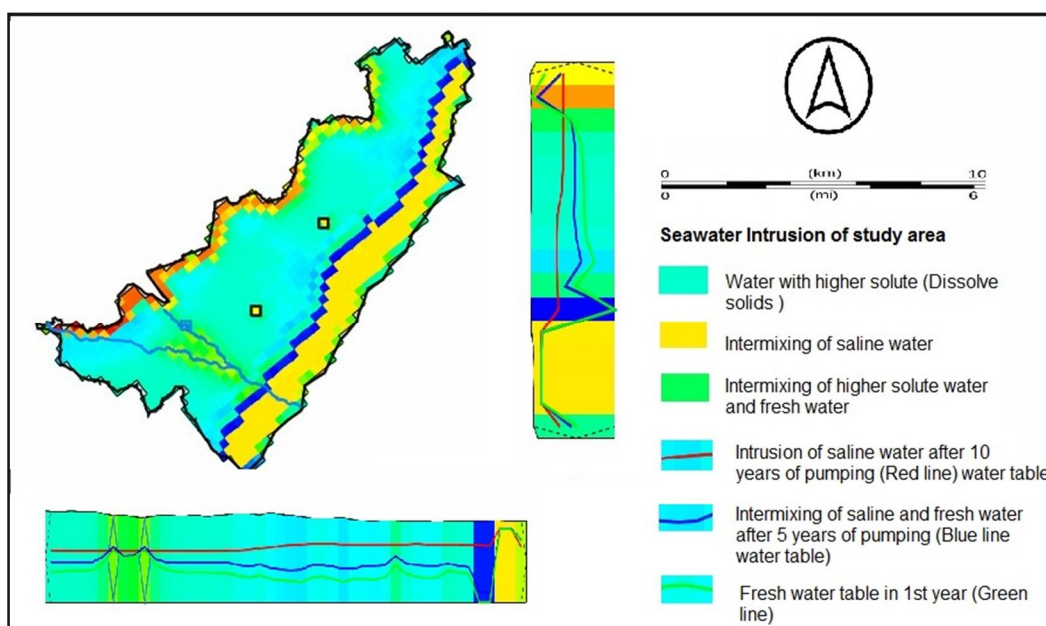 0 (km) 10
0 (mi) 6
Seawater Intrusion of study area
Water with higher solute (Dissolve
solids )
Intermixing of saline water
Intermixing of higher solute water
and fresh water
Intrusion of saline water after 10
years of pumping (Red line) water table
Intermixing of saline and fresh water
after 5 years of pumping (Blue line
water table)
Fresh water table in 1st year (Green
line)